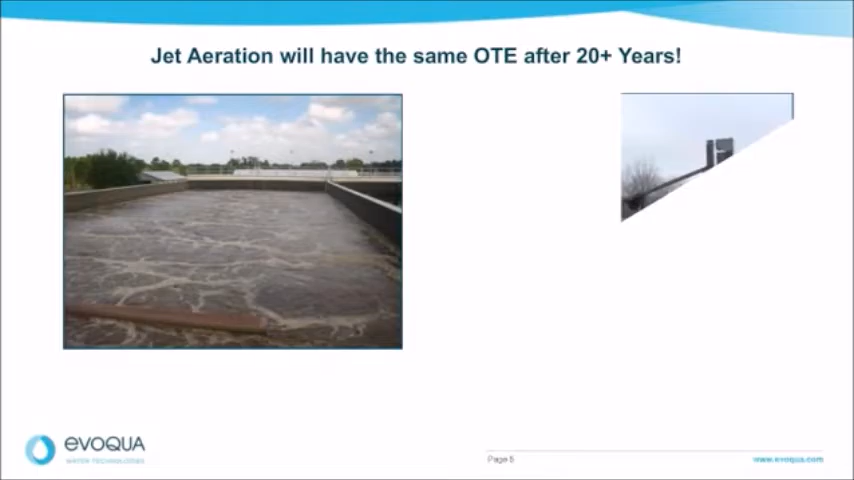 Jet Aeration will have the same OTE after 20+ Years!
evoqua
WATER TECHNOLOGIES
Page 5
www.evoqua.com